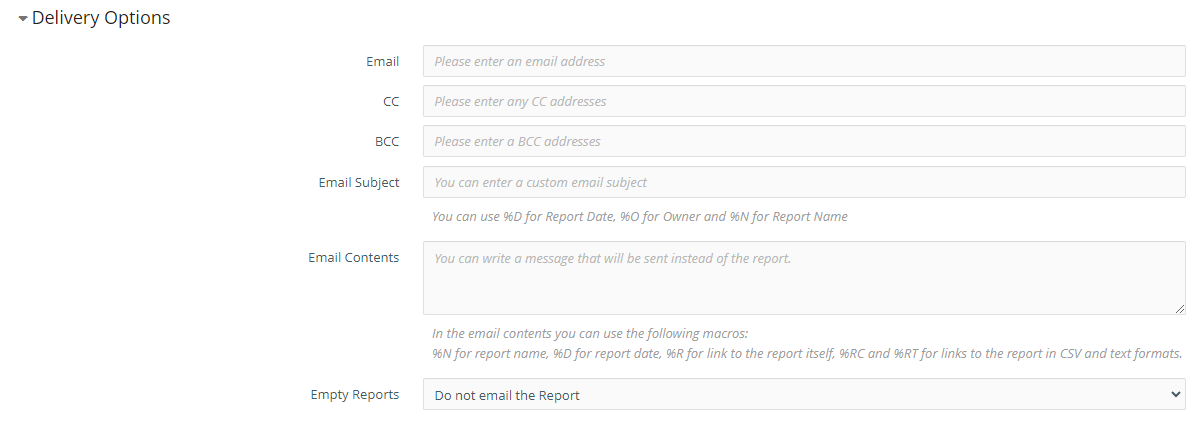 Delivery Options
Email
Please enter an email address
CC
Please enter any CC addresses
BCC
Please enter a BCC addresses
Email Subject
You can enter a custom email subject
You can use %D for Report Date, %O for Owner and %N for Report Name
Email Contents
You can write a message that will be sent instead of the report.
In the email contents you can use the following macros:
%N for report name, %D for report date, %R for link to the report itself, %RC and %RT for links to the report in CSV and text formats.
Empty Reports
Do not email the Report